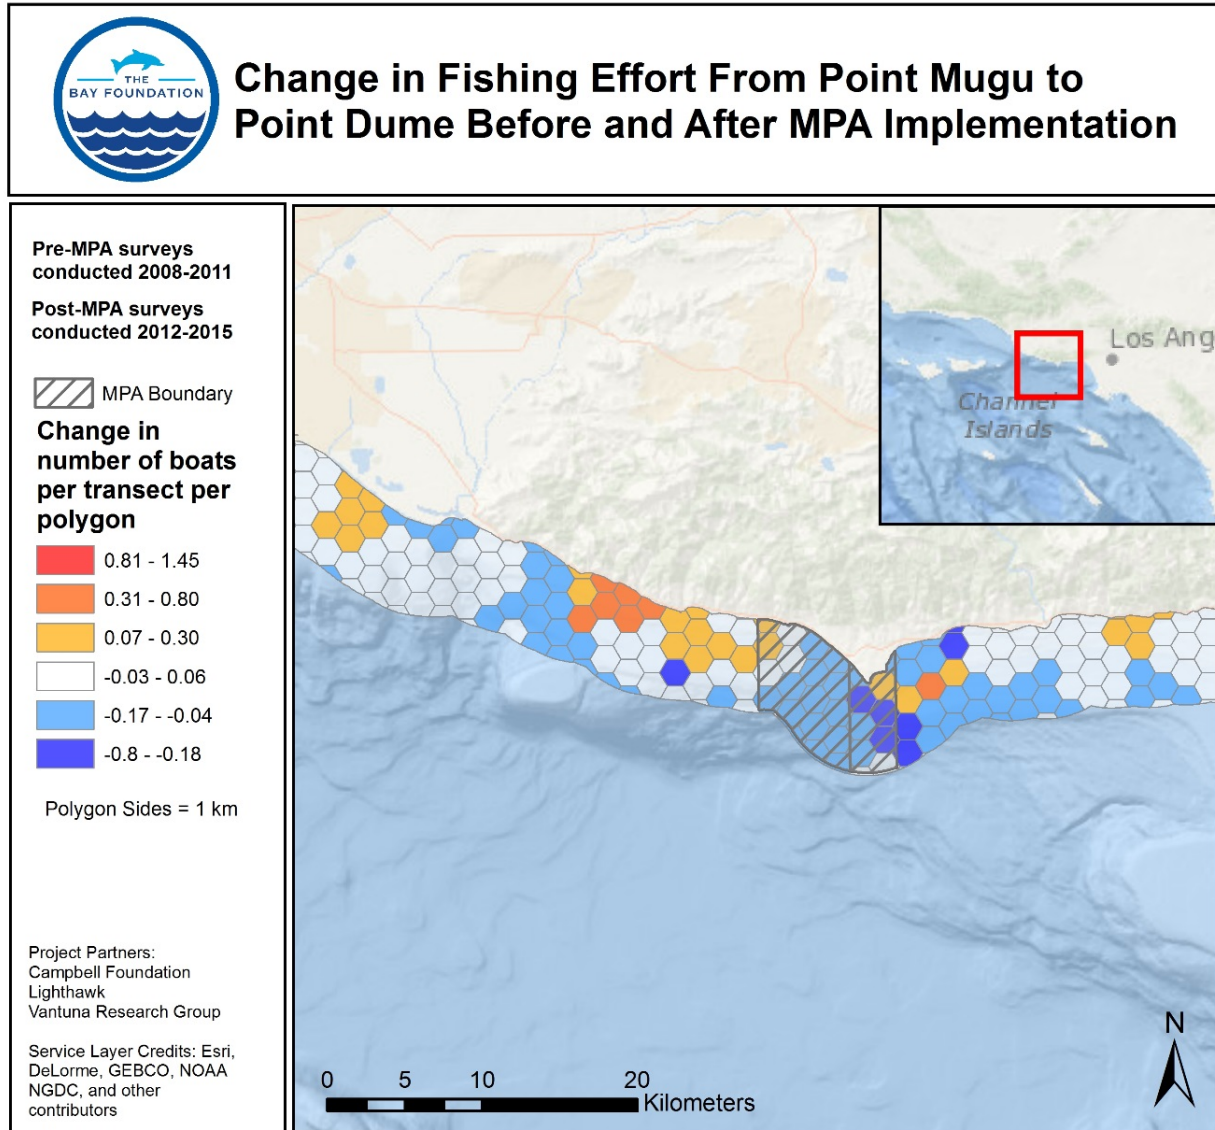 THE
BAY FOUNDATION
Change in Fishing Effort From Point Mugu to
Point Dume Before and After MPA Implementation
Pre-MPA surveys
conducted 2008-2011
Post-MPA surveys
conducted 2012-2015
MPA Boundary
Change in
number of boats
per transect per
polygon
0.81 - 1.45
0.31 - 0.80
0.07 - 0.30
-0.03 - 0.06
-0.17 - -0.04
-0.8 - -0.18
Polygon Sides = 1 km
Project Partners:
Campbell Foundation
Lighthawk
Vantuna Research Group
Service Layer Credits: Esri,
DeLorme, GEBCO, NOAA
NGDC, and other
contributors
Los Ang
Channel
Islands
N
0 5 10 20
Kilometers